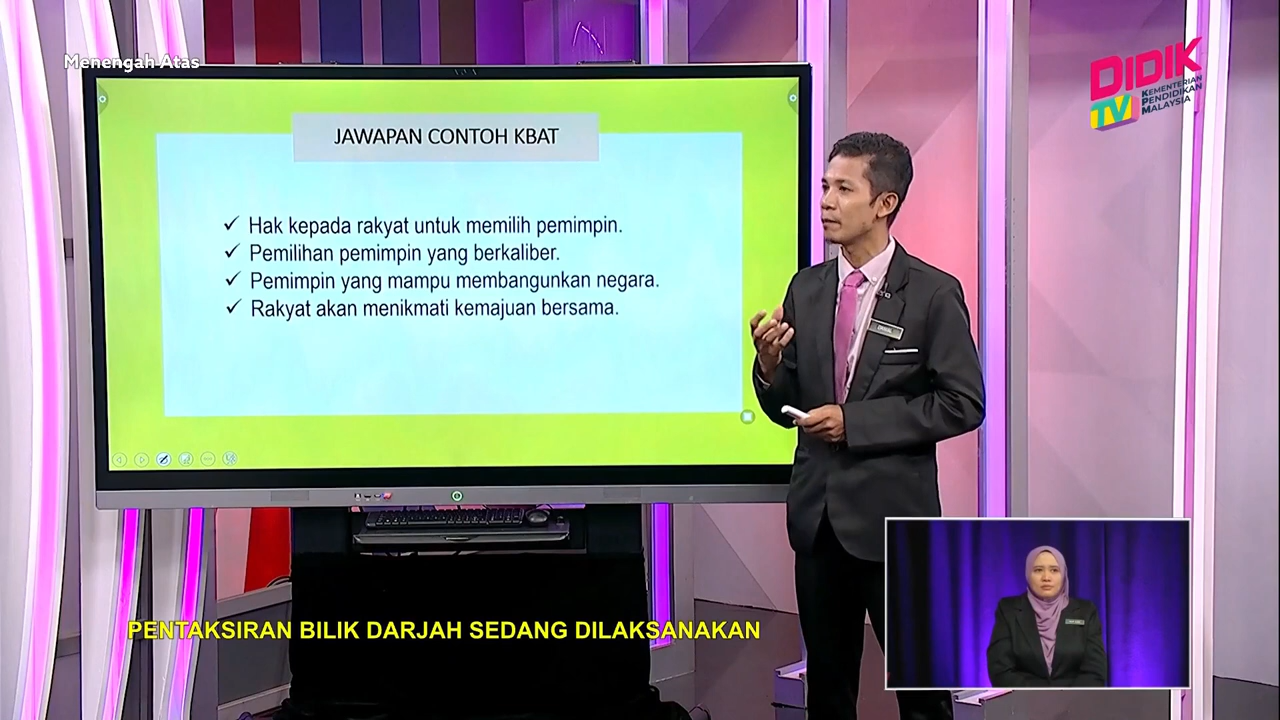 Menengah Atas
DIDIK
TV
KEMENTERIAN
PENDIDIKAN
MALAYSIA
JAWAPAN CONTOH KBAT
✓ Hak kepada rakyat untuk memilih pemimpin.
✓ Pemilihan pemimpin yang berkaliber.
✓ Pemimpin yang mampu membangunkan negara.
✓ Rakyat akan menikmati kemajuan bersama.
PENTAKSIRAN BILIK DARJAH SEDANG DILAKSANAKAN